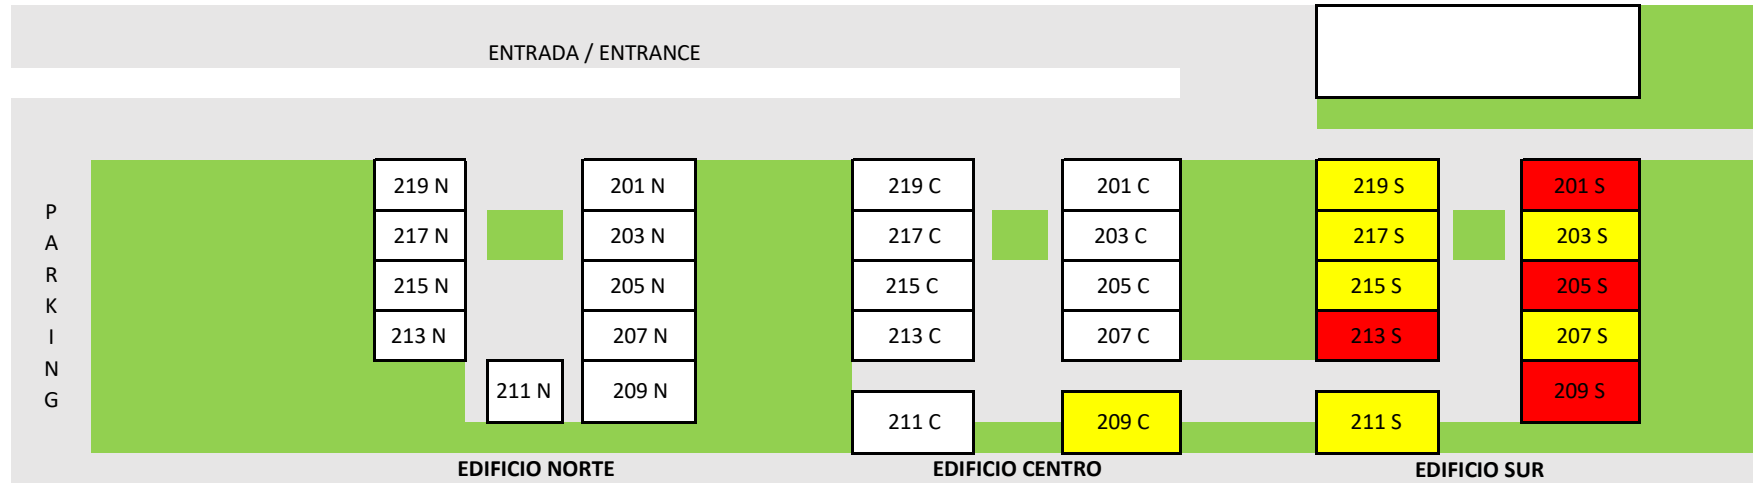 ENTRADA / ENTRANCE
PARKING
219 N 201 N 219 C 201 C 219 S 201 S
217 N 203 N 217 C 203 C 217 S 203 S
215 N 205 N 215 C 205 C 215 S 205 S
213 N 207 N 213 C 207 C 213 S 207 S
211 N 209 N 209 S
211 C 209 C 211 S
EDIFICIO NORTE EDIFICIO CENTRO EDIFICIO SUR